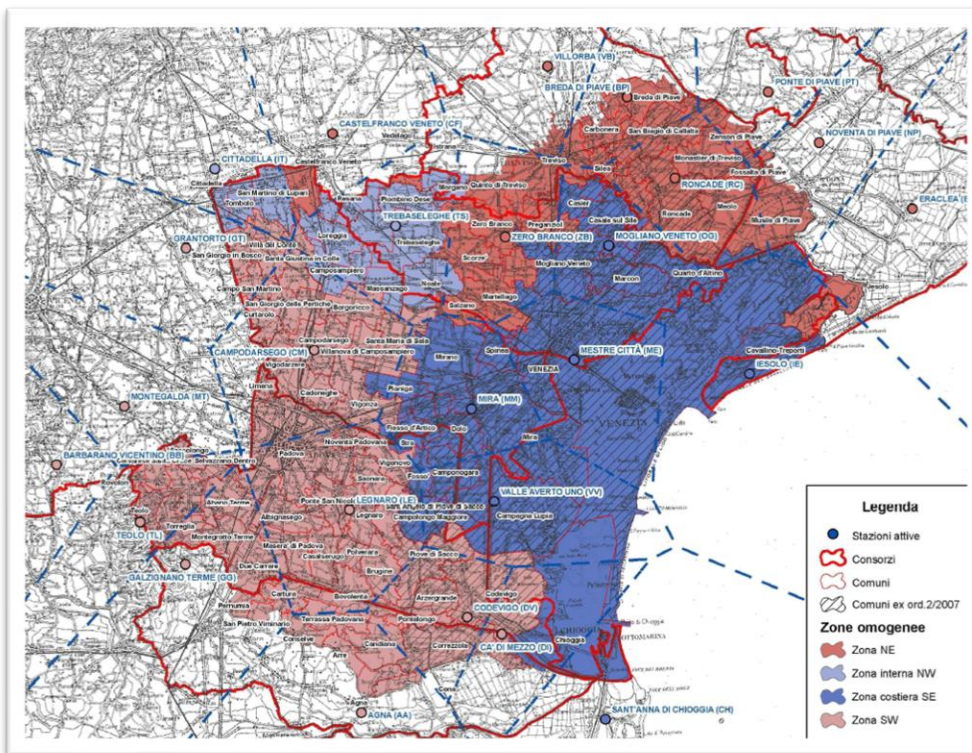 VILLORBA (VB)
PONTE DI PIAVE (PT)
BREDA DI PIAVE (BP)
Breda di Piave
CASTELFRANCO VENETO (CF)
Carbonera
San Biagio di Callalta
Zenson di Piave
NOVENTA DI PIAVE (NP)
Vedelago
Istrana
CITTADELLA (IT)
Castelfranco Veneto
Treviso
Silea
Monastier di Treviso
Fossalta di Piave
Cittadella
San Martino di Lupari
Resana
Morgano
Quinto di Treviso
RONCADE (RC)
Tombolo
Piombino Dese
Casier
Meolo
ERACLEA (E
TREBASELEGHE (TS)
Zero Branco
Preganziol
Casale sul Sile
Roncade
Musile di Piave
Loreggia
Trebaseleghe
ZERO BRANCO (ZB)
MOGLIANO VENETO (OG)
GRANTORTO (GT)
Villa del Conte
San Giorgio in Bosco
Santa Giustina in Colle
Scorzè
Mogliano Veneto
Camposampiero
Marcon
Quarto d'Altino
Campo San Martino
Massanzago
Noale
Jesolo
San Giorgio delle Pertiche
Borgoricco
Salzano
Martellago
Curtarolo
Campodarsego
Santa Maria di Sala
CAMPODARSEGO (CM)
Villanova di Camposampiero
Mirano
Spinea
MESTRE CITTÀ (ME)
Cavallino-Treporti
Vigodarzere
VENEZIA
IESOLO (IE)
Limena
Cadoneghe
Pianiga
MONTEGALDA (MT)
Vigonza
MIRA (MM)
VENEZIA
Fiesso d'Artico
Dolo
Noventa Padovana
Stra
Mira
Padova
BARBARANO VICENTINO (BB)
Selvazzano Dentro
Vigonovo
Camponogara
Rovolon
Saonara
Fosso'
Teolo
Abano Terme
Ponte San Nicolò
LEGNARO (LE)
Sant'Angelo di Piove di Sacco
VALLE AVERTO UNO (VV)
Albignasego
Legnaro
Campolongo Maggiore
Campagna Lupia
TEOLO (TL)
Torreglia
Montegrotto Terme
Maserà di Padova
Polverara
Casalserugo
Piove di Sacco
GALZIGNANO TERME (GG)
Due Carrare
Brugine
Cartura
Bovolenta
Arzergrande
Codevigo
Pernumia
CODEVIGO (DV)
San Pietro Viminario
Terrassa Padovana
Pontelongo
CHIOGGIA
SOTTOMARINA
Conselve
Candiana
Correzzola
CA' DI MEZZO (DI)
Chioggia
Arre
Cona
Agna
AGNA (AA)
SANT'ANNA DI CHIOGGIA (CH)
Legenda
Stazioni attive
Consorzi
Comuni
Comuni ex ord.2/2007
Zone omogenee
Zona NE
Zona interna NW
Zona costiera SE
Zona SW